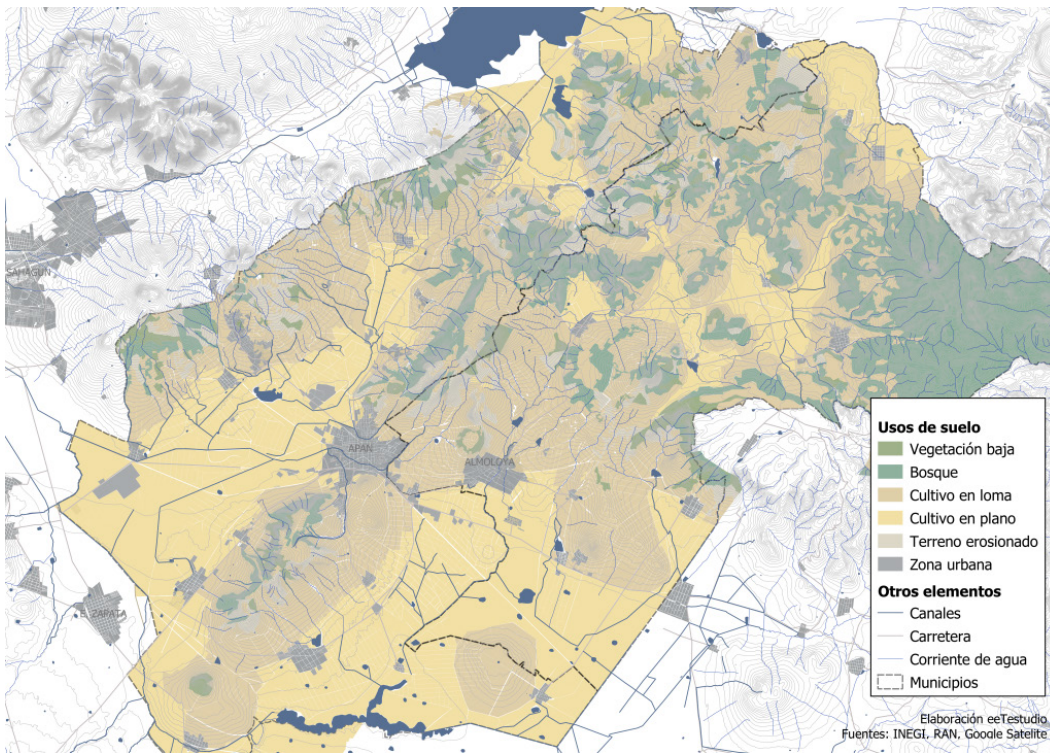 SAHAGUN
APAN
ALMOLOYA
E. ZAPATA
Usos de suelo
Vegetación baja
Bosque
Cultivo en loma
Cultivo en plano
Terreno erosionado
Zona urbana
Otros elementos
Canales
Carretera
Corriente de agua
Municipios
Elaboración eeTestudio
Fuentes: INEGI, RAN, Google Satelite